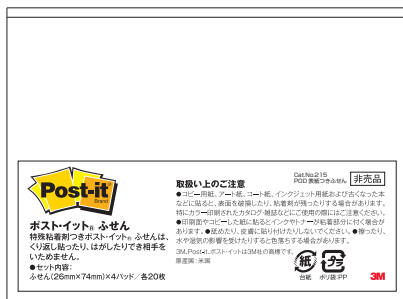 Post-it
Brand
ポスト・イット® ふせん
特殊粘着剤つきポスト・イット® ふせんは、
くり返し貼ったり、はがしたりでき相手を
いためません。
●セット内容:
ふせん(26mm×74mm)×4パッド/各20枚
取扱い上のご注意
Cat.No.215
POD 表紙つきふせん
非売品
●コピー用紙、アート紙、コート紙、インクジェット用紙および古くなった本
などに貼ると、表面を破損したり、粘着剤が残ったりする場合があります。
特にカラー印刷されたカタログ・雑誌などにご使用の際にはご注意ください。
●印刷面やコピーした紙に貼るとインクやトナーが粘着部分に付く場合が
あります。●舐めたり、皮膚に貼り付けたりしないでください。●擦ったり、
水や湿気の影響を受けたりすると色落ちする場合があります。
3M、Post-it、ポスト・イットは3M社の商標です。
原産国:米国
紙
台紙
プラ
ポリ袋:PP
3M